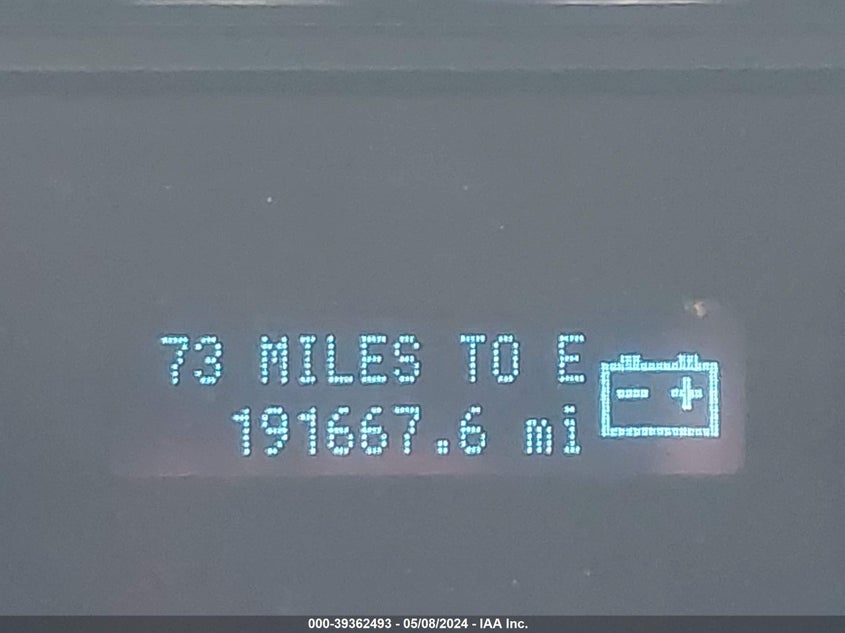 73 MILES TO E
191667.6 mi
000-39362493 - 05/08/2024 - IAA Inc.